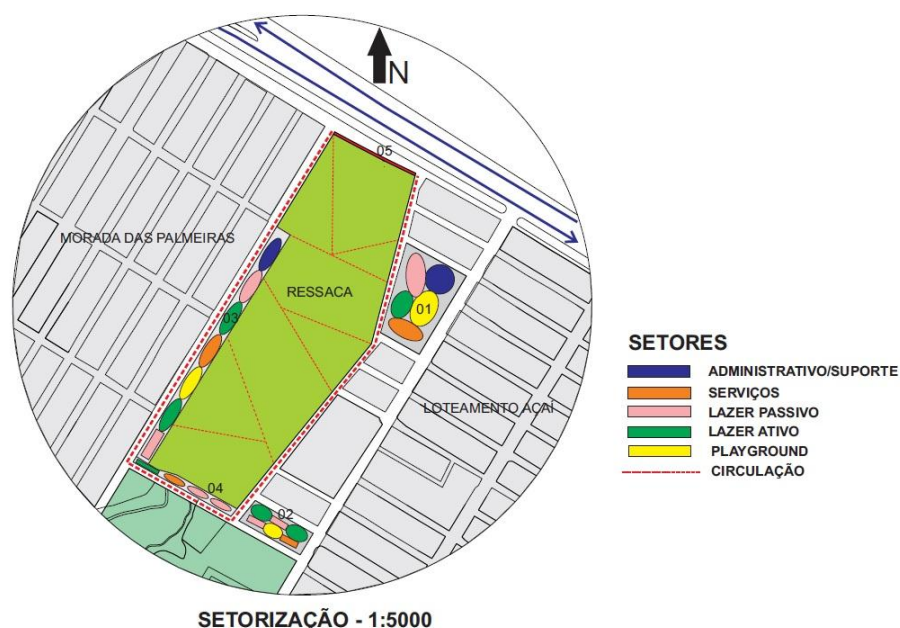 N
05
MORADA DAS PALMEIRAS
RESSACA
01
03
LOTEAMENTO AÇAÍ
04
02
SETORES
ADMINISTRATIVO/SUPORTE
SERVIÇOS
LAZER PASSIVO
LAZER ATIVO
PLAYGROUND
CIRCULAÇÃO
SETORIZAÇÃO - 1:5000